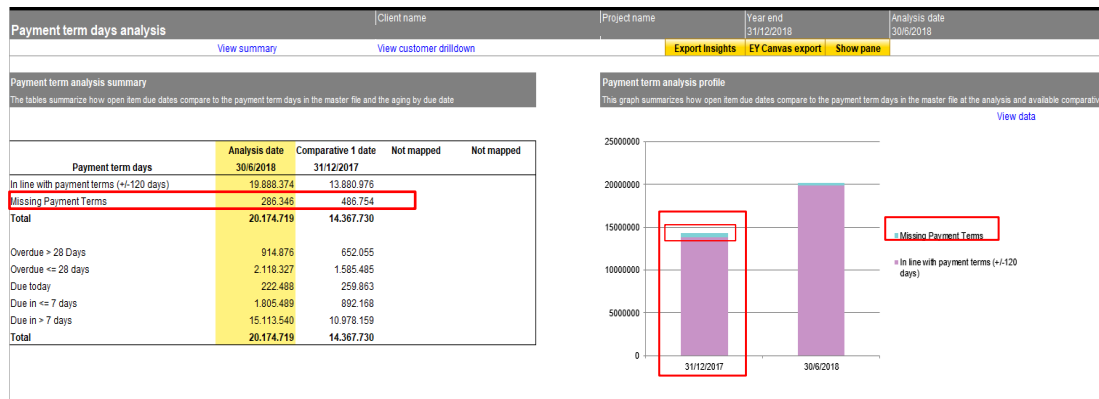 Payment term days analysis
Client name
Project name
Year end
31/12/2018
Analysis date
30/6/2018
View summary
View customer drilldown
Export Insights
EY Canvas export
Show pane
Payment term analysis summary
The tables summarize how open item due dates compare to the payment term days in the master file and the aging by due date
Payment term analysis profile
This graph summarizes how open item due dates compare to the payment term days in the master file at the analysis and available comparativ
View data
Analysis date Comparative 1 date Not mapped Not mapped
Payment term days 30/6/2018 31/12/2017
In line with payment terms (+/-120 days) 19.888.374 13.880.976
Missing Payment Terms 286.346 486.754
Total 20.174.719 14.367.730
Overdue > 28 Days 914.876 652.055
Overdue <= 28 days 2.118.327 1.585.485
Due today 222.488 259.863
Due in <= 7 days 1.805.489 892.168
Due in > 7 days 15.113.540 10.978.159
Total 20.174.719 14.367.730
25000000
20000000
15000000
10000000
5000000
0
31/12/2017
30/6/2018
Missing Payment Terms
In line with payment terms (+/-120
days)